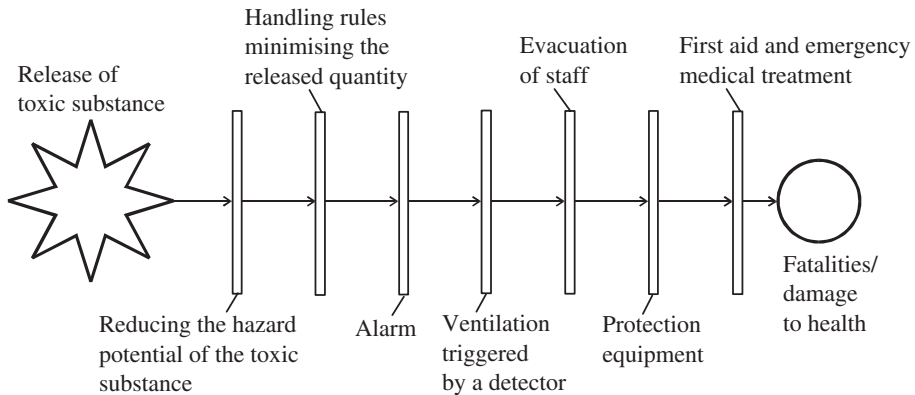 Release of
toxic substance
Reducing the hazard
potential of the toxic
substance
Handling rules
minimising the
released quantity
Alarm
Ventilation
triggered
by a detector
Evacuation
of staff
Protection
equipment
First aid and emergency
medical treatment
Fatalities/
damage
to health